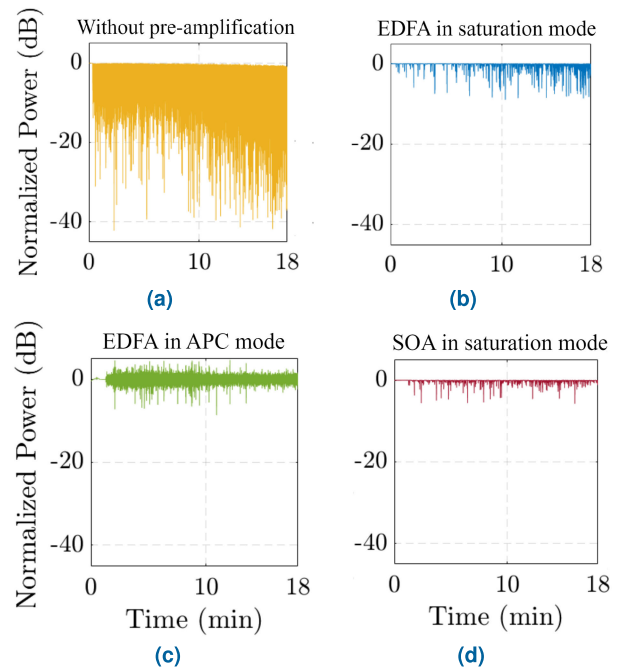 Without pre-amplification
EDFA in saturation mode
Normalized Power (dB)
0
-20
-40
0
10
18
0
-20
-40
0
10
18
(a)
(b)
EDFA in APC mode
SOA in saturation mode
Normalized Power (dB)
0
-20
-40
0
10
18
0
-20
-40
0
10
18
Time (min)
Time (min)
(c)
(d)